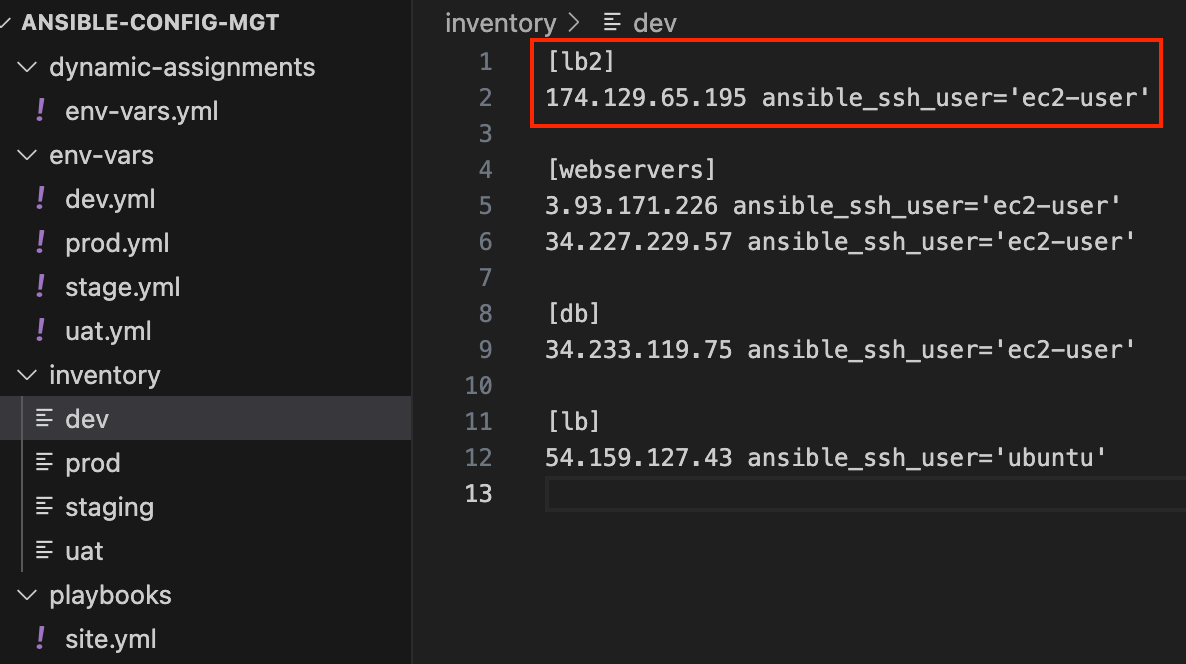 ANSIBLE-CONFIG-MGT
dynamic-assignments
! env-vars.yml
env-vars
! dev.yml
! prod.yml
! stage.yml
! uat.yml
inventory
dev
prod
staging
uat
playbooks
! site.yml
inventory > dev
1 [lb2]
2 174.129.65.195 ansible_ssh_user='ec2-user'
3
4 [webservers]
5 3.93.171.226 ansible_ssh_user='ec2-user'
6 34.227.229.57 ansible_ssh_user='ec2-user'
7
8 [db]
9 34.233.119.75 ansible_ssh_user='ec2-user'
10
11 [lb]
12 54.159.127.43 ansible_ssh_user='ubuntu'
13